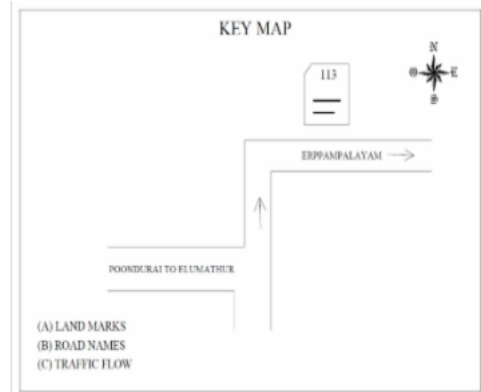 KEY MAP
N
113
O E
S
ERPPAMPALAYAM
POONDURAI TO ELUMATHUR
(A) LAND MARKS
(B) ROAD NAMES
(C) TRAFFIC FLOW